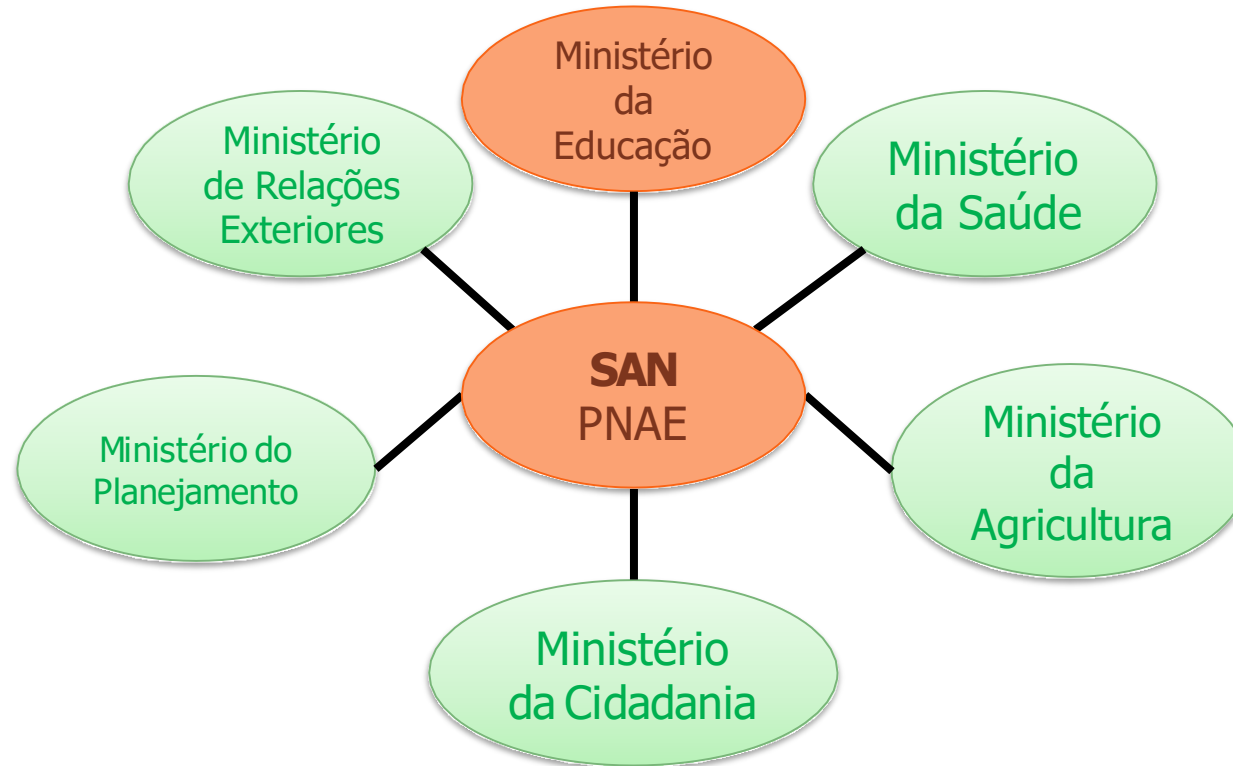 Ministério
da
Educação
Ministério
de Relações
Exteriores
Ministério
da Saúde
SAN
PNAE
Ministério do
Planejamento
Ministério
da
Agricultura
Ministério
da Cidadania